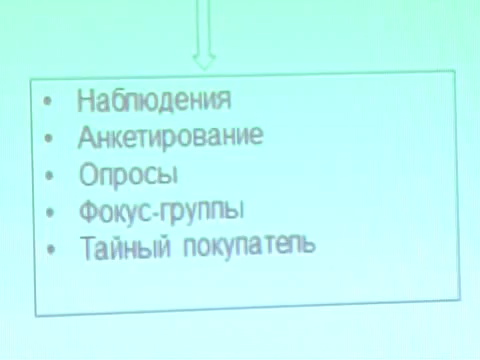 • Наблюдения
• Анкетирование
• Опросы
• Фокус-группы
• Тайный покупатель